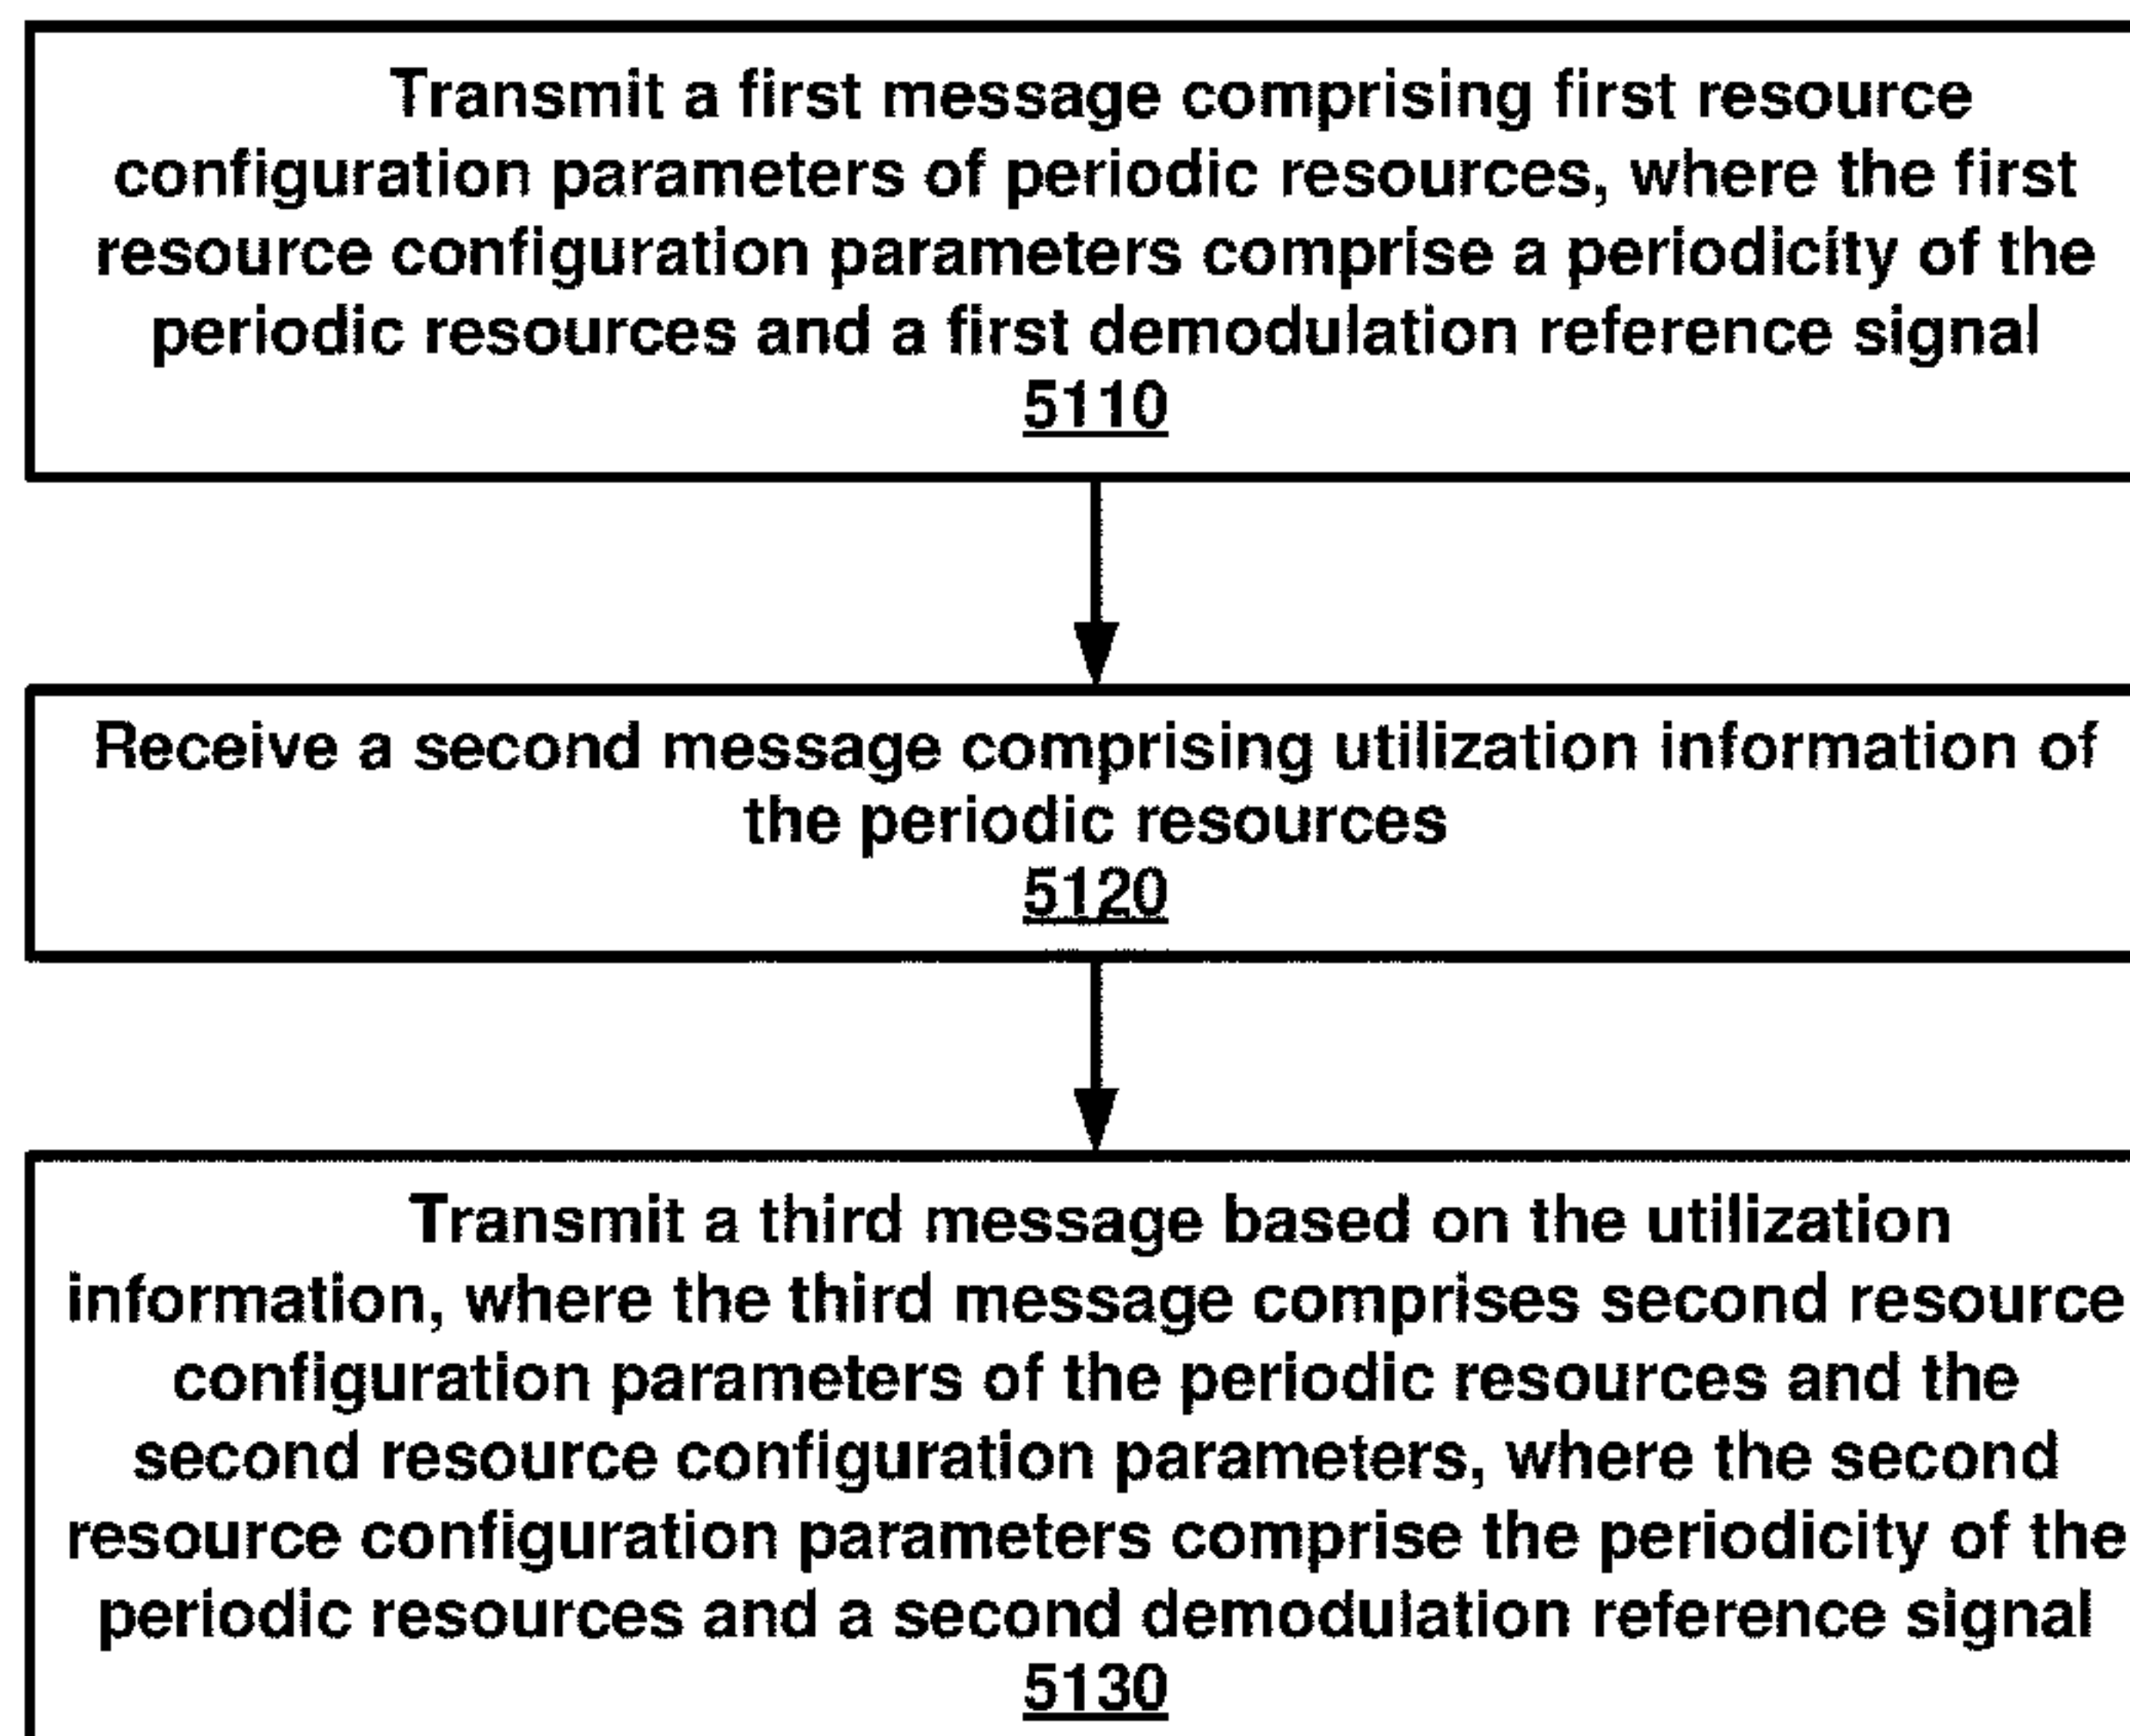 Transmit a first message comprising first resource
configuration parameters of periodic resources, where the first
resource configuration parameters comprise a periodicity of the
periodic resources and a first demodulation reference signal
5110
Receive a second message comprising utilization information of
the periodic resources
5120
Transmit a third message based on the utilization
information, where the third message comprises second resource
configuration parameters of the periodic resources and the
second resource configuration parameters, where the second
resource configuration parameters comprise the periodicity of the
periodic resources and a second demodulation reference signal
5130